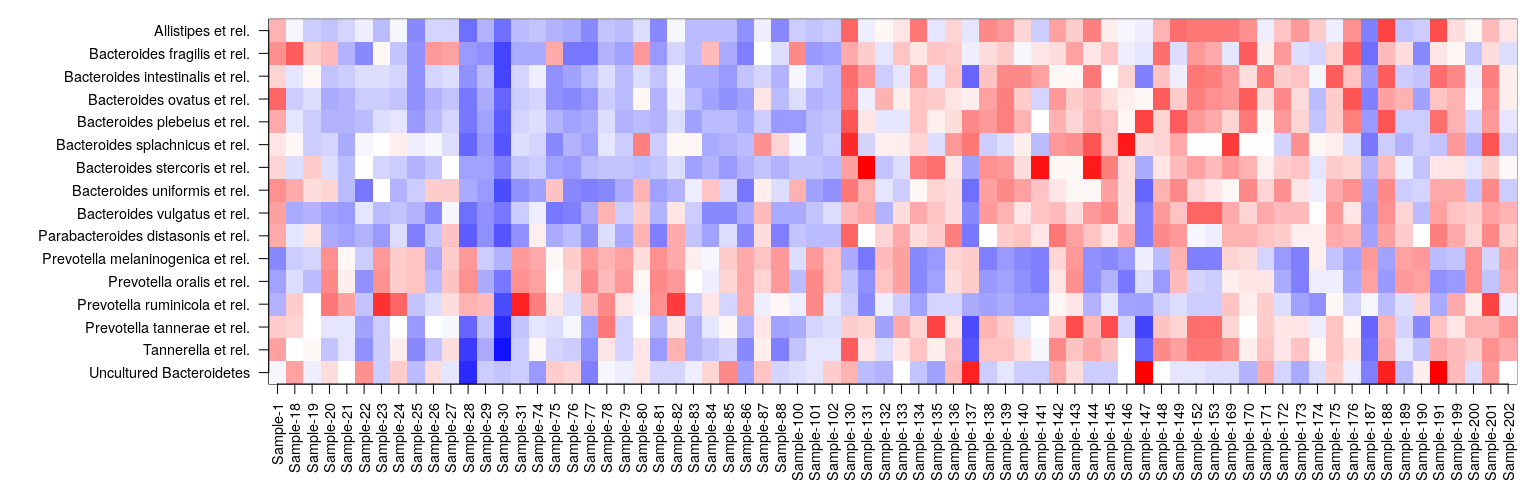 Allistipes et rel.
Bacteroides fragilis et rel.
Bacteroides intestinalis et rel.
Bacteroides ovatus et rel.
Bacteroides plebeius et rel.
Bacteroides splachnicus et rel.
Bacteroides stercoris et rel.
Bacteroides uniformis et rel.
Bacteroides vulgatus et rel.
Parabacteroides distasonis et rel.
Prevotella melaninogenica et rel.
Prevotella oralis et rel.
Prevotella ruminicola et rel.
Prevotella tannerae et rel.
Tannerella et rel.
Uncultured Bacteroidetes
Sample-1
Sample-18
Sample-19
Sample-20
Sample-21
Sample-22
Sample-23
Sample-24
Sample-25
Sample-26
Sample-27
Sample-28
Sample-29
Sample-30
Sample-31
Sample-74
Sample-75
Sample-76
Sample-77
Sample-78
Sample-79
Sample-80
Sample-81
Sample-82
Sample-83
Sample-84
Sample-85
Sample-86
Sample-87
Sample-88
Sample-100
Sample-101
Sample-102
Sample-130
Sample-131
Sample-132
Sample-133
Sample-134
Sample-135
Sample-136
Sample-137
Sample-138
Sample-139
Sample-140
Sample-141
Sample-142
Sample-143
Sample-144
Sample-145
Sample-146
Sample-147
Sample-148
Sample-149
Sample-152
Sample-153
Sample-169
Sample-170
Sample-171
Sample-172
Sample-173
Sample-174
Sample-175
Sample-176
Sample-187
Sample-188
Sample-189
Sample-190
Sample-191
Sample-199
Sample-200
Sample-201
Sample-202